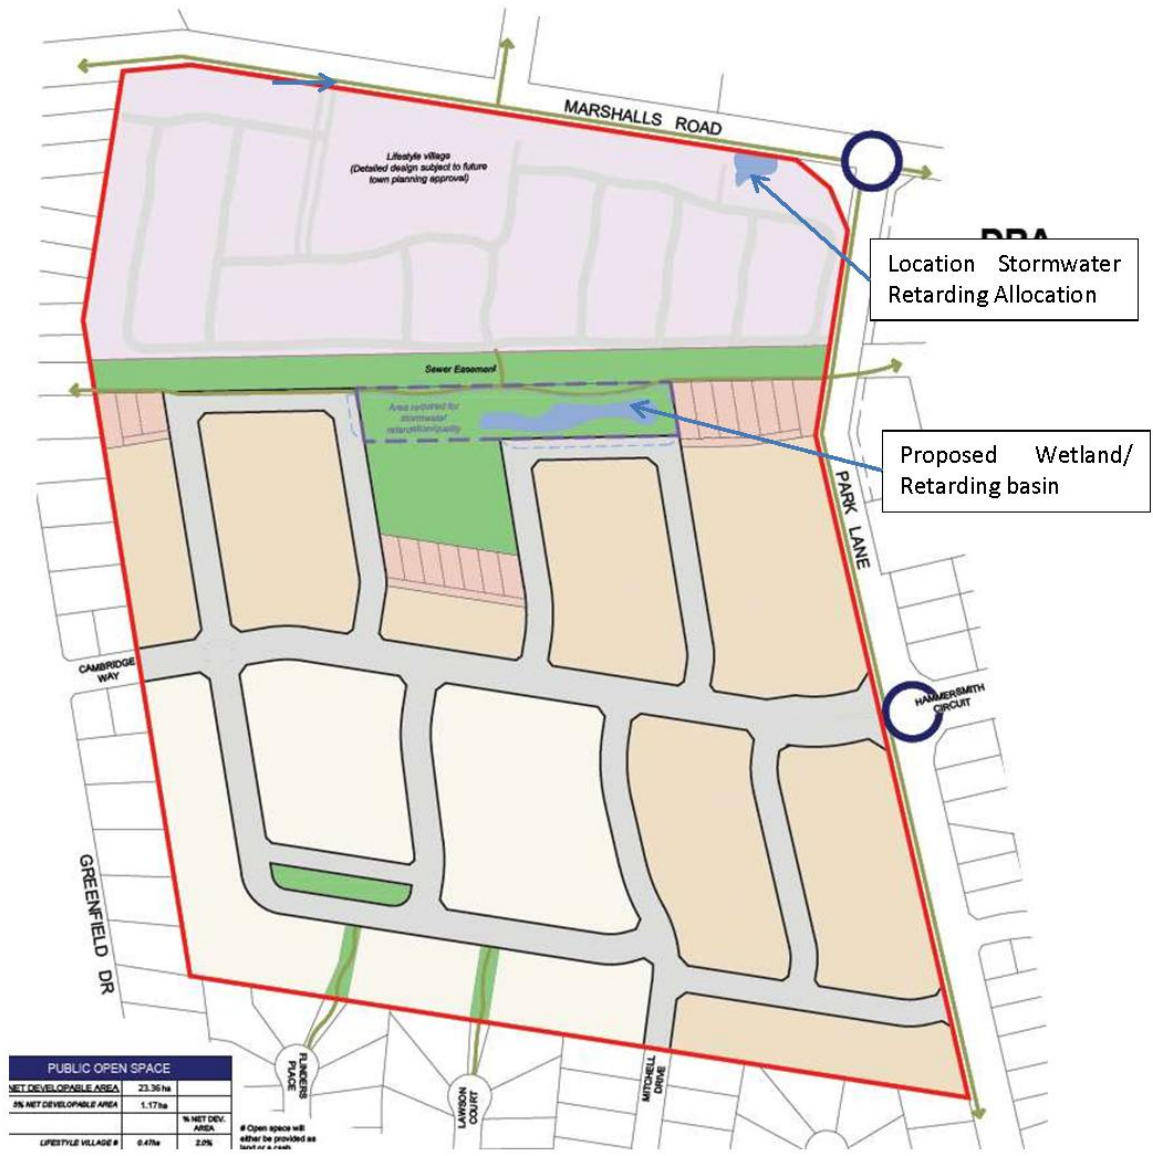 MARSHALLS ROAD
Lifestyle village
(Detailed design subject to future
town planning approval)
Location Stormwater
Retarding Allocation
Sewer Easement
Area required for
stormwater
retardation/quality
Proposed Wetland/
Retarding basin
PARK LANE
CAMBRIDGE
WAY
HAMMERSMITH
CIRCUIT
GREENFIELD DR
FLINDERS
PLACE
LAWSON
COURT
MITCHELL
DRIVE
PUBLIC OPEN SPACE
NET DEVELOPABLE AREA 23.36 ha
5% NET DEVELOPABLE AREA 1.17ha
% NET DEV.
AREA
LIFESTYLE VILLAGE # 0.47ha 2.0%
# Open space will
either be provided as
land or a cash